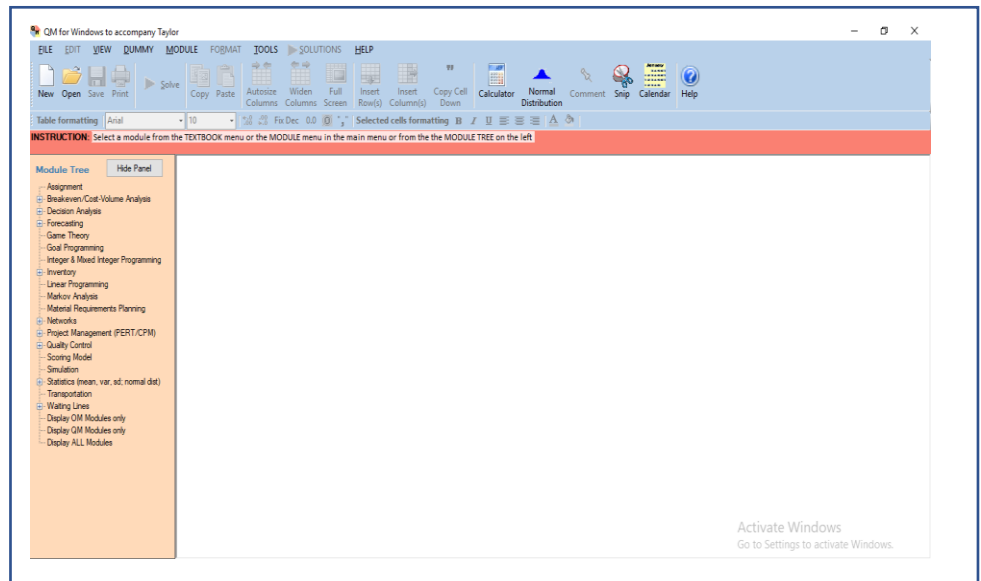 QM for Windows to accompany Taylor
FILE EDIT VIEW DUMMY MODULE FORMAT TOOLS SOLUTIONS HELP
New Open Save Print Solve Copy Paste Autosize Columns Widen Columns Full Screen Insert Row(s) Insert Column(s) Copy Cell Down Calculator Normal Distribution Comment Snip Calendar Help
Table formatting Arial 10 Fix Dec 0.0 0 Selected cells formatting B I U A
INSTRUCTION: Select a module from the TEXTBOOK menu or the MODULE menu in the main menu or from the the MODULE TREE on the left
Module Tree Hide Panel
Assignment
Breakeven/Cost-Volume Analysis
Decision Analysis
Forecasting
Game Theory
Goal Programming
Integer & Mixed Integer Programming
Inventory
Linear Programming
Markov Analysis
Material Requirements Planning
Networks
Project Management (PERT/CPM)
Quality Control
Scoring Model
Simulation
Statistics (mean, var, sd; normal dist)
Transportation
Waiting Lines
Display OM Modules only
Display QM Modules only
Display ALL Modules
Activate Windows
Go to Settings to activate Windows.